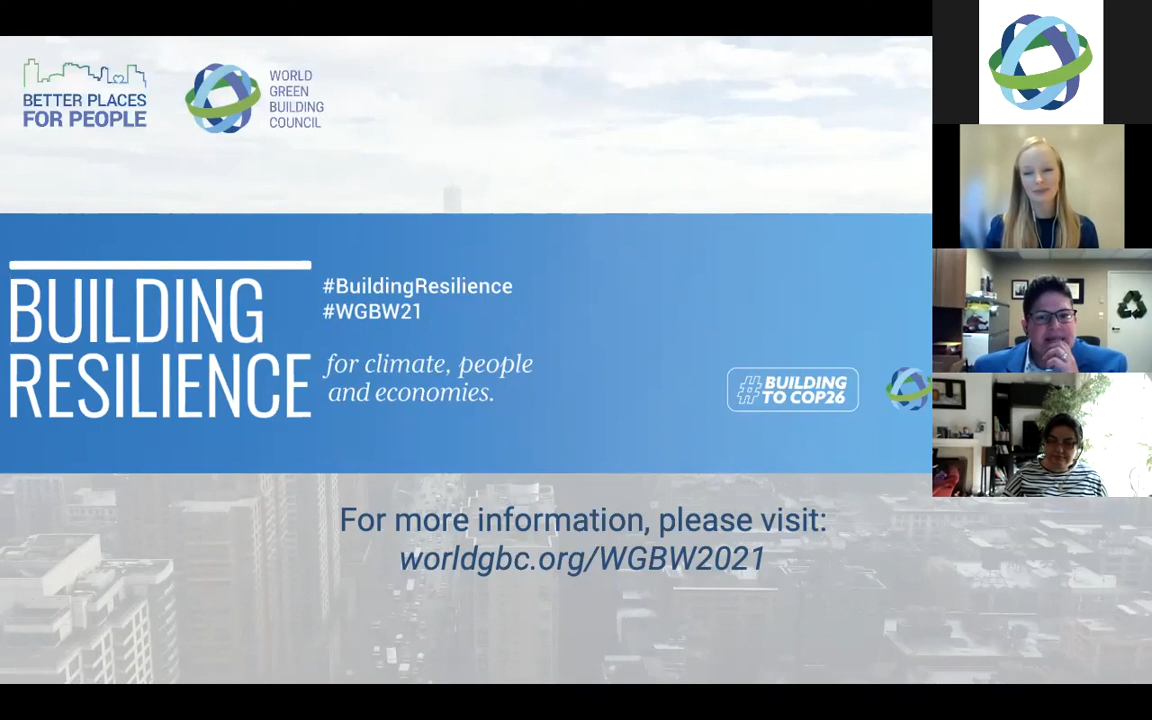 BETTER PLACES
FOR PEOPLE
WORLD
GREEN
BUILDING
COUNCIL
BUILDING
RESILIENCE
#BuildingResilience
#WGBW21
for climate, people
and economies.
#BUILDING
TO COP26
For more information, please visit:
worldgbc.org/WGBW2021